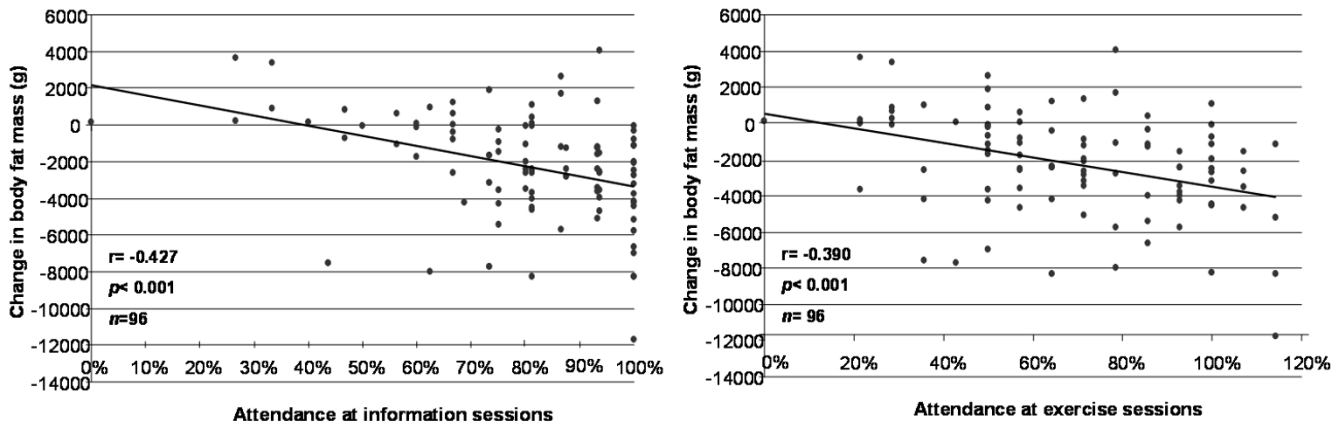 6000
4000
2000
0
-2000
-4000
-6000
-8000
-10000
-12000
-14000
Change in body fat mass (g)
r= -0.427
p< 0.001
n=96
0% 10% 20% 30% 40% 50% 60% 70% 80% 90% 100%
Attendance at information sessions
6000
4000
2000
0
-2000
-4000
-6000
-8000
-10000
-12000
-14000
Change in body fat mass (g)
r= -0.390
p< 0.001
n= 96
0% 20% 40% 60% 80% 100% 120%
Attendance at exercise sessions